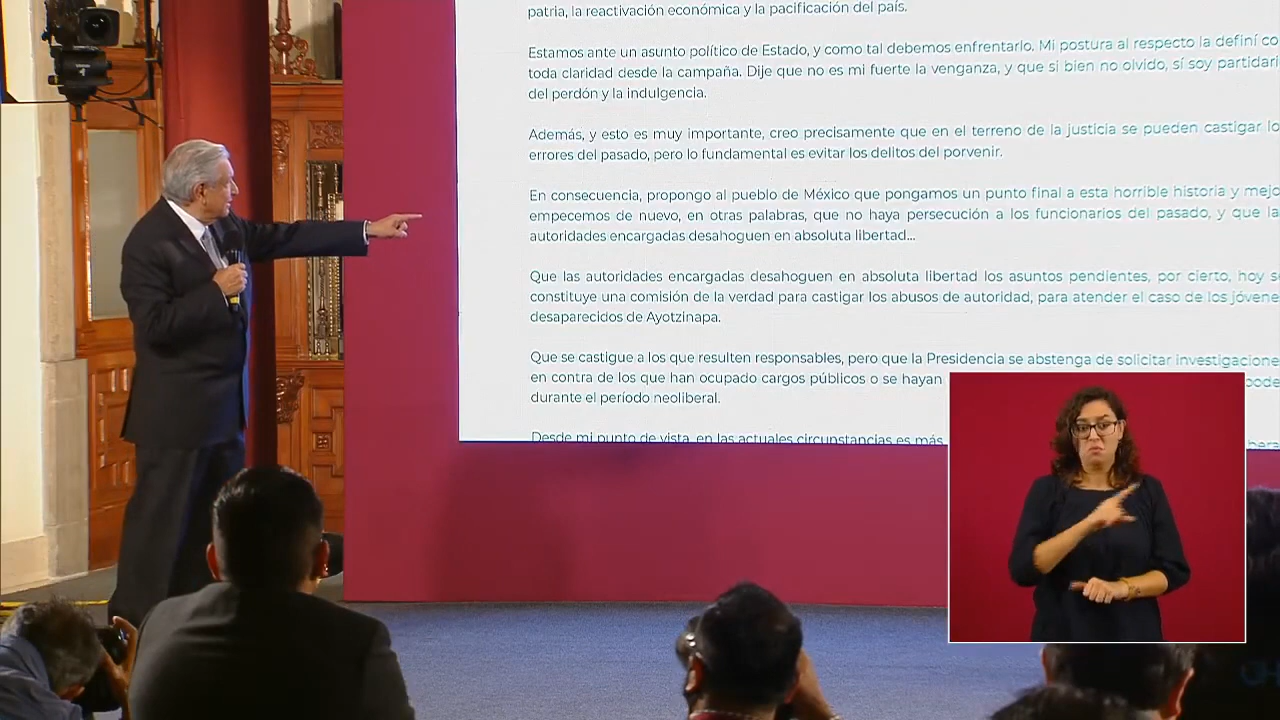 patria, la reactivación económica y la pacificación del país.
Estamos ante un asunto político de Estado, y como tal debemos enfrentarlo. Mi postura al respecto la definí co
toda claridad desde la campaña. Dije que no es mi fuerte la venganza, y que si bien no olvido, sí soy partidari
del perdón y la indulgencia.
Además, y esto es muy importante, creo precisamente que en el terreno de la justicia se pueden castigar lo
errores del pasado, pero lo fundamental es evitar los delitos del porvenir.
En consecuencia, propongo al pueblo de México que pongamos un punto final a esta horrible historia y mejo
empecemos de nuevo, en otras palabras, que no haya persecución a los funcionarios del pasado, y que la
autoridades encargadas desahoguen en absoluta libertad...
Que las autoridades encargadas desahoguen en absoluta libertad los asuntos pendientes, por cierto, hoy s
constituye una comisión de la verdad para castigar los abusos de autoridad, para atender el caso de los jóvene
desaparecidos de Ayotzinapa.
Que se castigue a los que resulten responsables, pero que la Presidencia se abstenga de solicitar investigacione
en contra de los que han ocupado cargos públicos o se hayan pode
durante el período neoliberal.
Desde mi punto de vista, en las actuales circunstancias es más